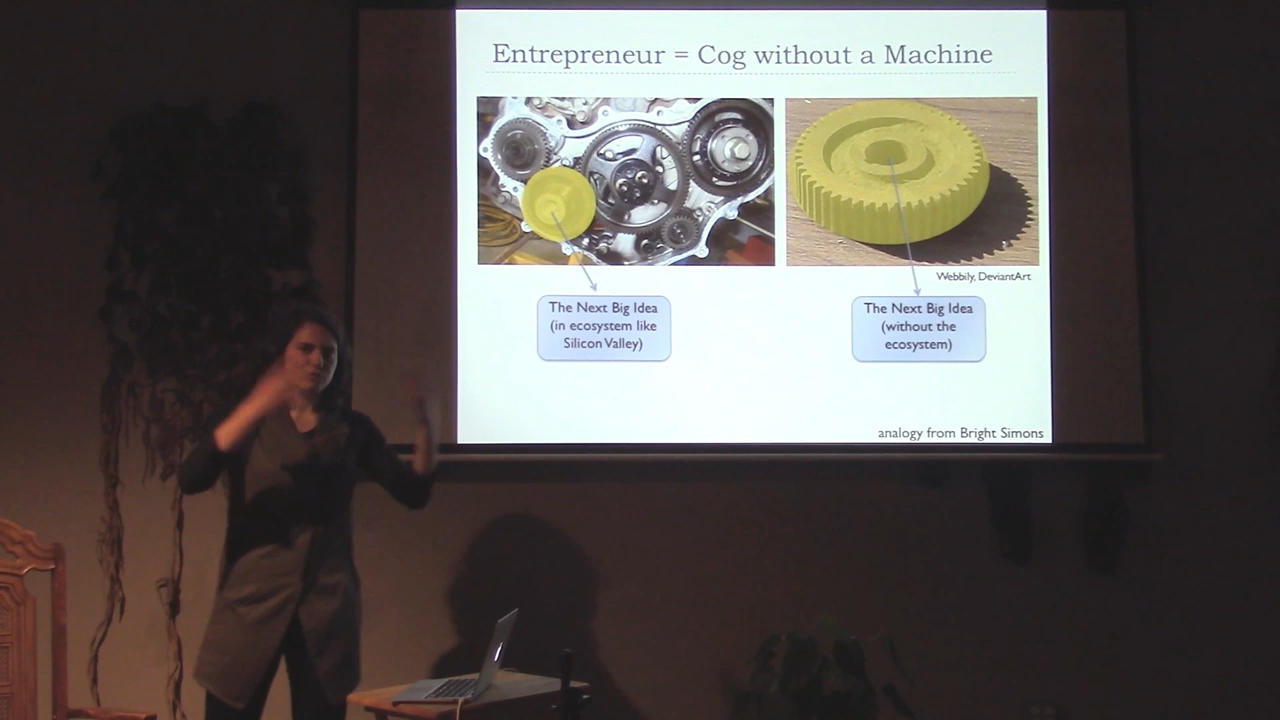 Entrepreneur = Cog without a Machine
Webbily, DeviantArt
The Next Big Idea
(in ecosystem like
Silicon Valley)
The Next Big Idea
(without the
ecosystem)
analogy from Bright Simons